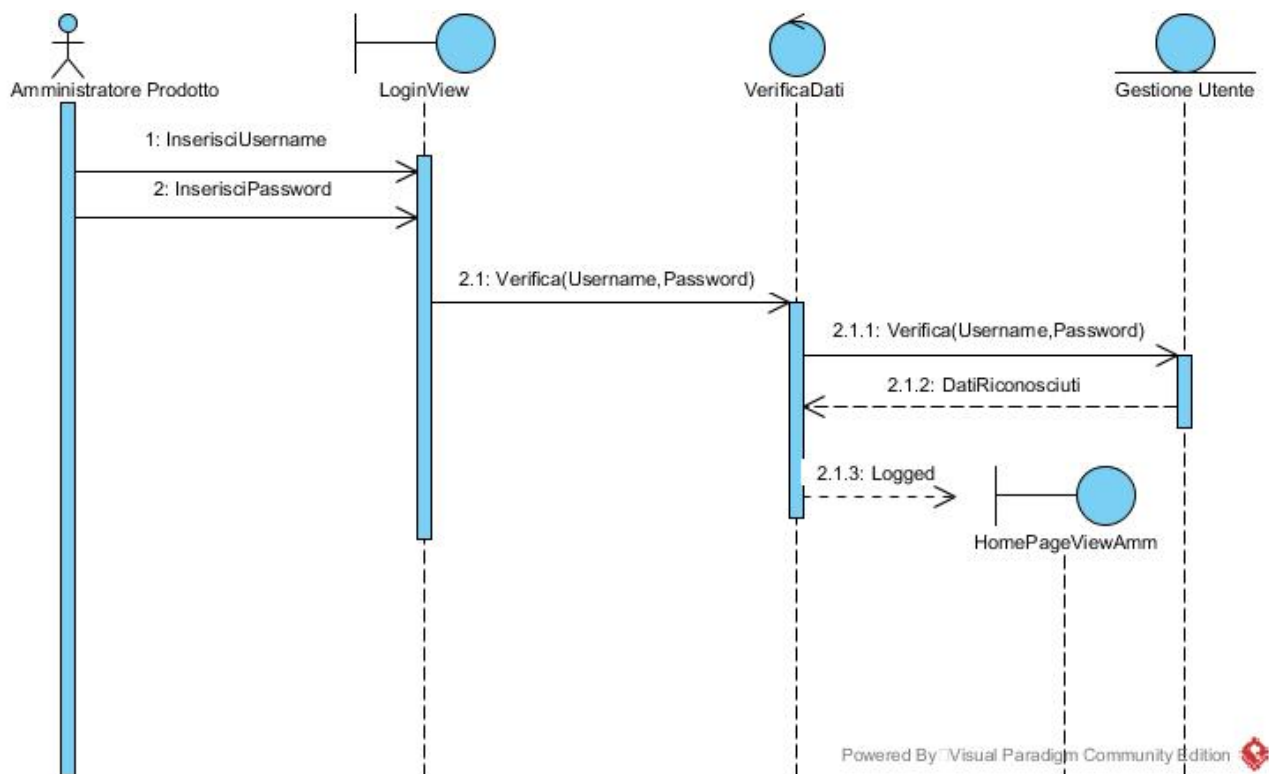 Amministratore Prodotto
LoginView
VerificaDati
Gestione Utente
1: InserisciUsername
2: InserisciPassword
2.1: Verifica(Username,Password)
2.1.1: Verifica(Username,Password)
2.1.2: DatiRiconosciuti
2.1.3: Logged
HomePageViewAmm
Powered By Visual Paradigm Community Edition